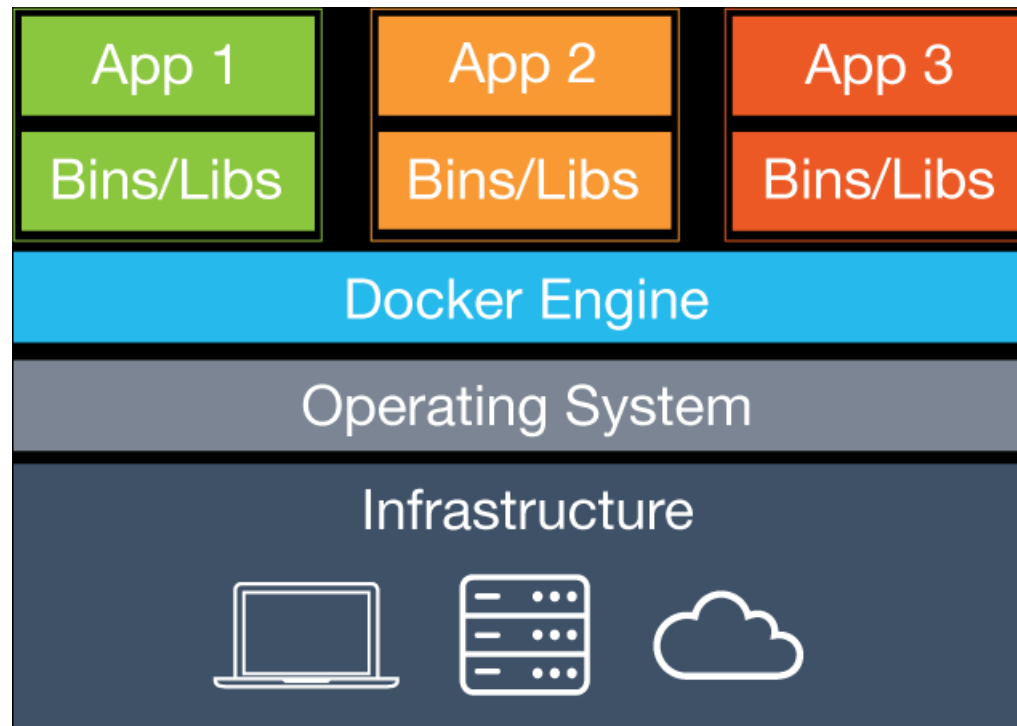 App 1
App 2
App 3
Bins/Libs
Bins/Libs
Bins/Libs
Docker Engine
Operating System
Infrastructure